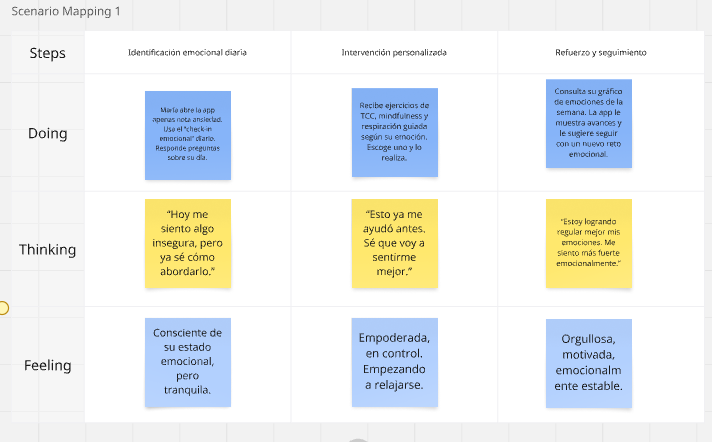 Scenario Mapping 1
Steps
Identificación emocional diaria
Intervención personalizada
Refuerzo y seguimiento
Doing
María abre la app
apenas nota ansiedad.
Usa el "check-in
emocional" diario.
Responde preguntas
sobre su día.
Recibe ejercicios de
TCC, mindfulness y
respiración guiada
según su emoción.
Escoge uno y lo
realiza.
Consulta su gráfico
de emociones de la
semana. La app le
muestra avances y
le sugiere seguir
con un nuevo reto
emocional.
Thinking
“Hoy me
siento algo
insegura, pero
ya sé cómo
abordarlo.”
“Esto ya me
ayudó antes.
Sé que voy a
sentirme
mejor.”
“Estoy logrando
regular mejor mis
emociones. Me
siento más fuerte
emocionalmente.”
Feeling
Consciente de
su estado
emocional,
pero
tranquila.
Empoderada,
en control.
Empezando
a relajarse.
Orgullosa,
motivada,
emocionalm
ente estable.